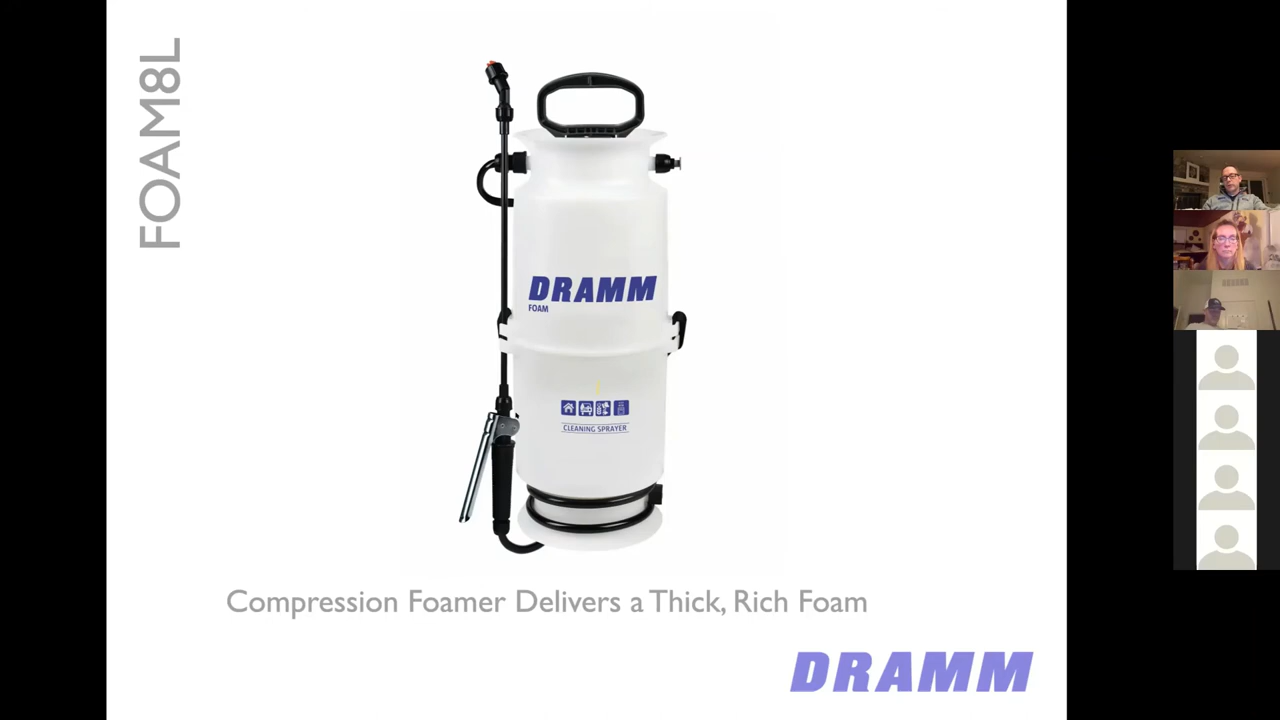 FOAM8L
DRAMM
FOAM
CLEANING SPRAYER
Compression Foamer Delivers a Thick, Rich Foam
DRAMM